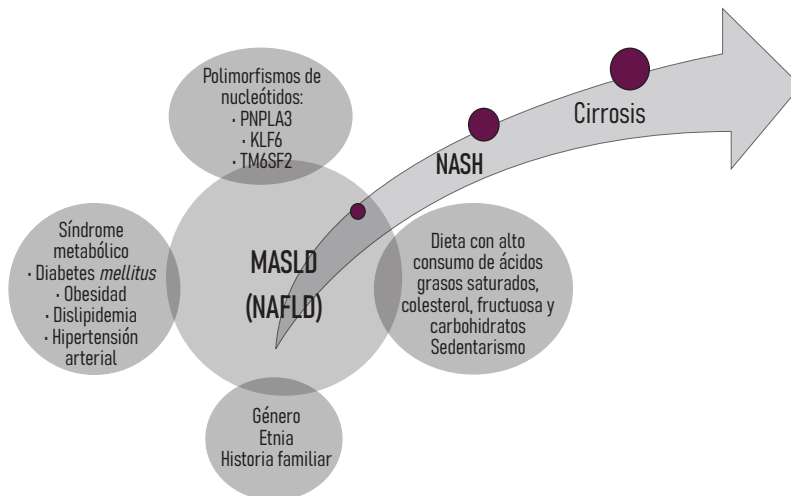 Polimorfismos de
nucleótidos:
· PNPLA3
· KLF6
· TM6SF2
Cirrosis
NASH
Síndrome
metabólico
· Diabetes mellitus
· Obesidad
· Dislipidemia
· Hipertensión
arterial
MASLD
(NAFLD)
Dieta con alto
consumo de ácidos
grasos saturados,
colesterol, fructuosa y
carbohidratos
Sedentarismo
Género
Etnia
Historia familiar